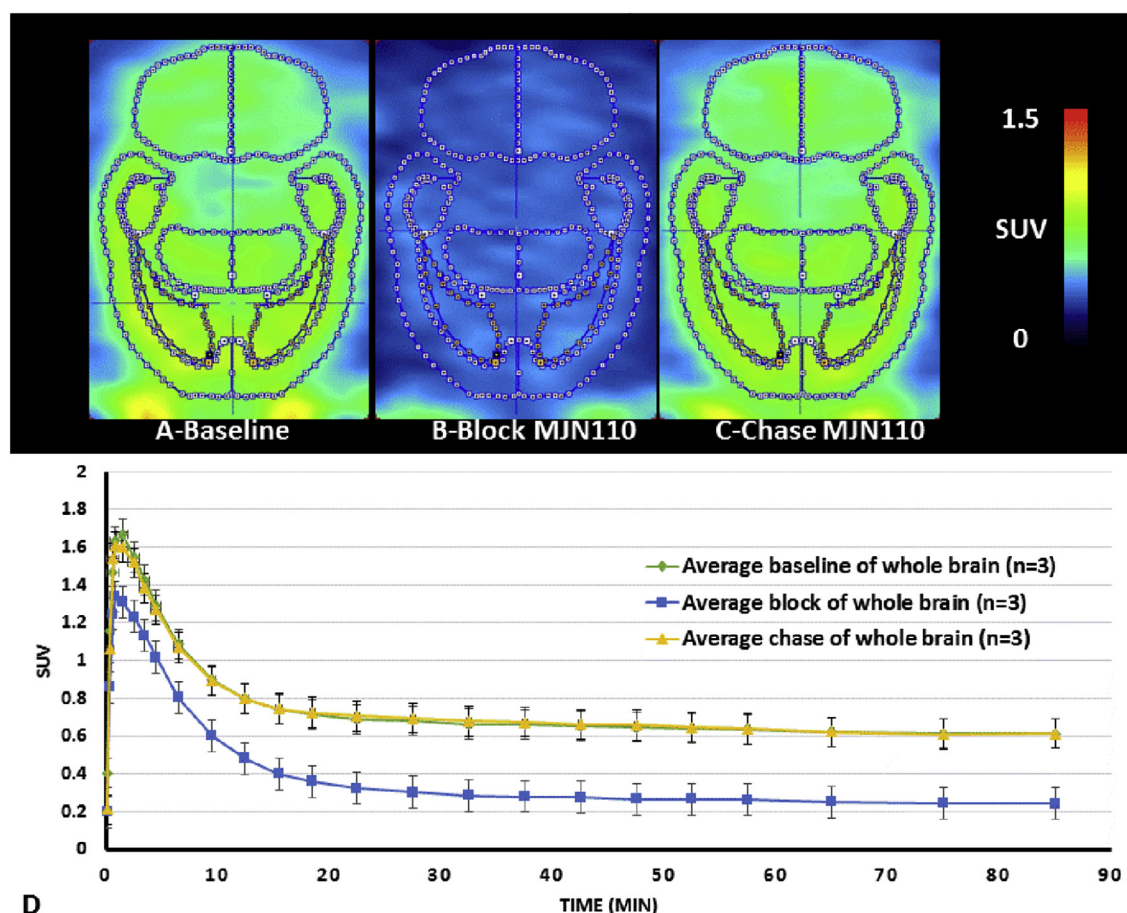 1.5
SUV
0
A-Baseline
B-Block MJN110
C-Chase MJN110
2
1.8
1.6
1.4
1.2
1
0.8
0.6
0.4
0.2
0
SUV
Average baseline of whole brain (n=3)
Average block of whole brain (n=3)
Average chase of whole brain (n=3)
0 10 20 30 40 50 60 70 80 90
TIME (MIN)
D